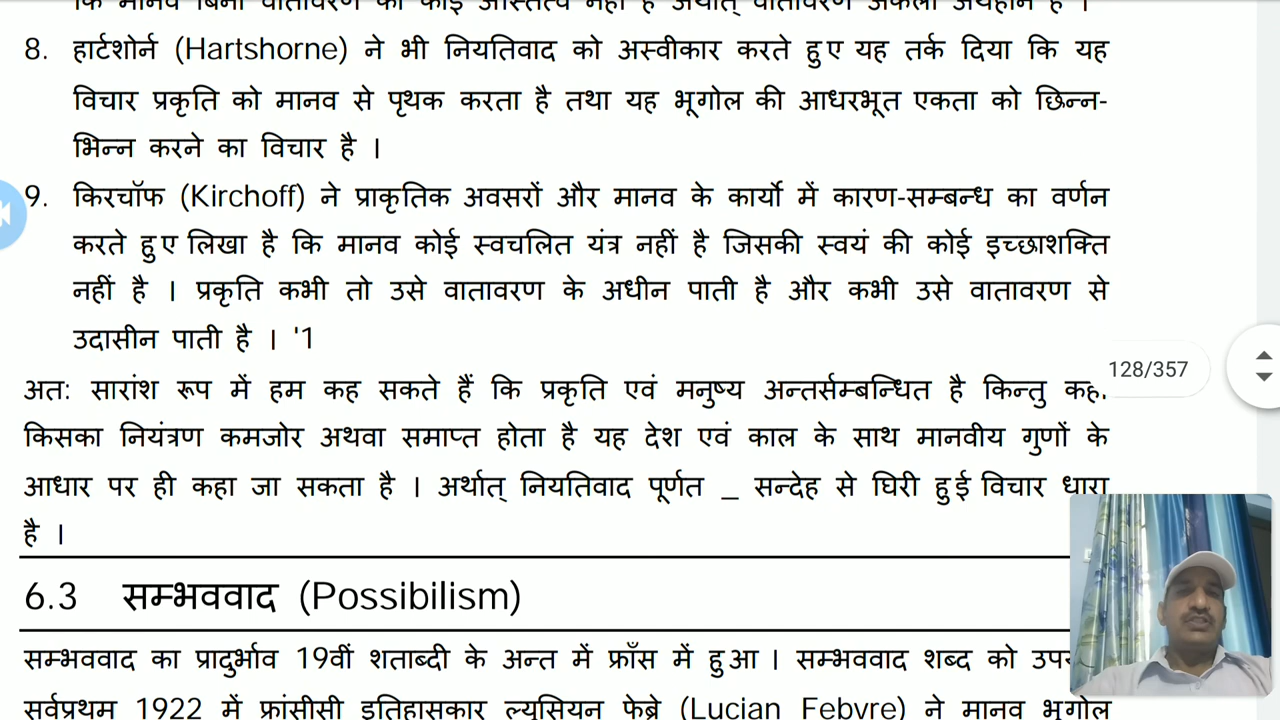 8. हार्टशोर्न (Hartshorne) ने भी नियतिवाद को अस्वीकार करते हुए यह तर्क दिया कि यह
विचार प्रकृति को मानव से पृथक करता है तथा यह भूगोल की आधरभूत एकता को छिन्न-
भिन्न करने का विचार है ।
9. किरचॉफ (Kirchoff) ने प्राकृतिक अवसरों और मानव के कार्यो में कारण-सम्बन्ध का वर्णन
करते हुए लिखा है कि मानव कोई स्वचलित यंत्र नहीं है जिसकी स्वयं की कोई इच्छाशक्ति
नहीं है । प्रकृति कभी तो उसे वातावरण के अधीन पाती है और कभी उसे वातावरण से
उदासीन पाती है । '1
128/357
अत: सारांश रूप में हम कह सकते हैं कि प्रकृति एवं मनुष्य अन्तर्सम्बन्धित है किन्तु
किसका नियंत्रण कमजोर अथवा समाप्त होता है यह देश एवं काल के साथ मानवीय गुणों के
आधार पर ही कहा जा सकता है । अर्थात् नियतिवाद पूर्णत _ सन्देह से घिरी हुई विचार धारा
है ।
6.3 सम्भववाद (Possibilism)
सम्भववाद का प्रादुर्भाव 19वीं शताब्दी के अन्त में फ्राँस में हुआ । सम्भववाद शब्द को
सर्वप्रथम 1922 में फ्रांसीसी इतिहासकार ल्यूसियन फेब्रे (Lucian Febvre) ने मानव भूगोल